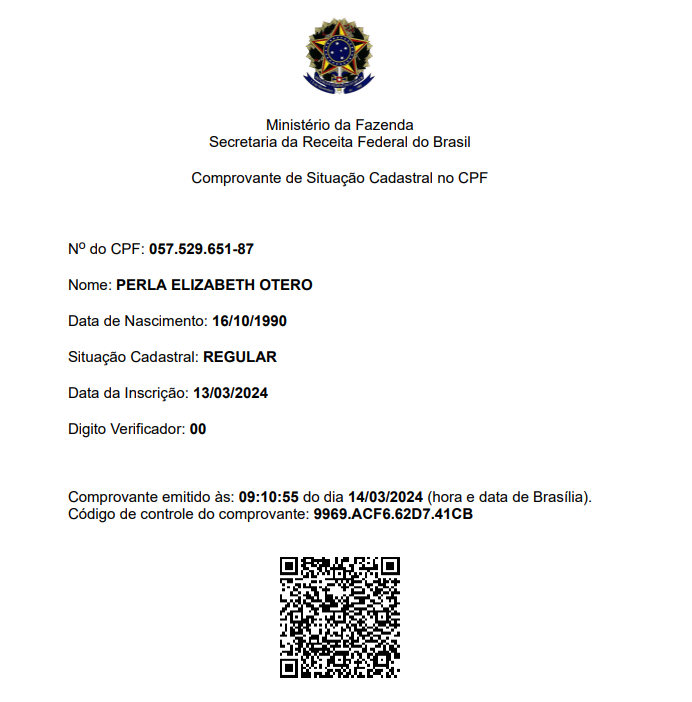 Ministério da Fazenda
Secretaria da Receita Federal do Brasil
Comprovante de Situação Cadastral no CPF
Nº do CPF: 057.529.651-87
Nome: PERLA ELIZABETH OTERO
Data de Nascimento: 16/10/1990
Situação Cadastral: REGULAR
Data da Inscrição: 13/03/2024
Digito Verificador: 00
Comprovante emitido às: 09:10:55 do dia 14/03/2024 (hora e data de Brasília).
Código de controle do comprovante: 9969.ACF6.62D7.41CB